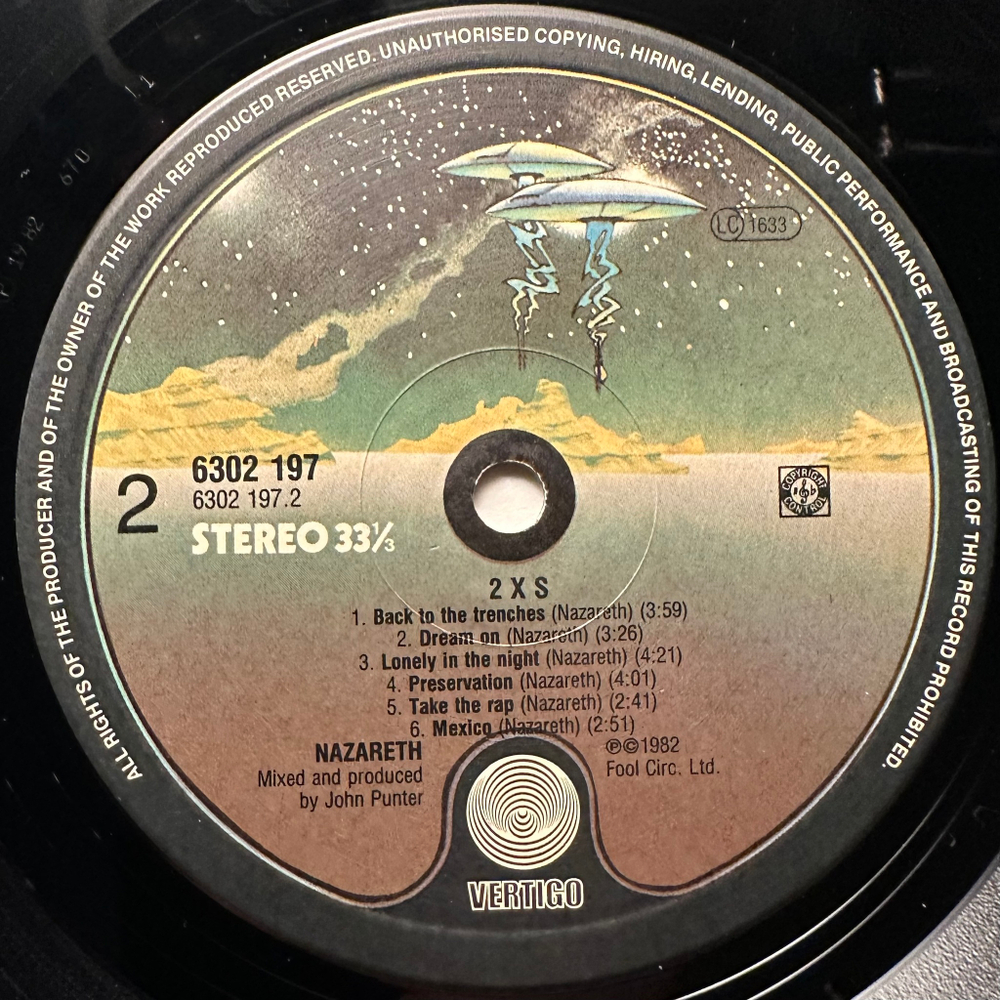 ALL RIGHTS OF THE PRODUCER AND OF THE OWNER OF THE WORK REPRODUCED RESERVED. UNAUTHORISED COPYING, HIRING, LENDING, PUBLIC PERFORMANCE AND BROADCASTING OF THIS RECORD PROHIBITED.
LC 1633
2
6302 197
6302 197.2
STEREO 33⅓
COPYRIGHT CONTROL
2 X S
1. Back to the trenches (Nazareth) (3:59)
2. Dream on (Nazareth) (3:26)
3. Lonely in the night (Nazareth) (4:21)
4. Preservation (Nazareth) (4:01)
5. Take the rap (Nazareth) (2:41)
6. Mexico (Nazareth) (2:51)
NAZARETH
Mixed and produced
by John Punter
℗©1982
Fool Circ. Ltd.
VERTIGO
670